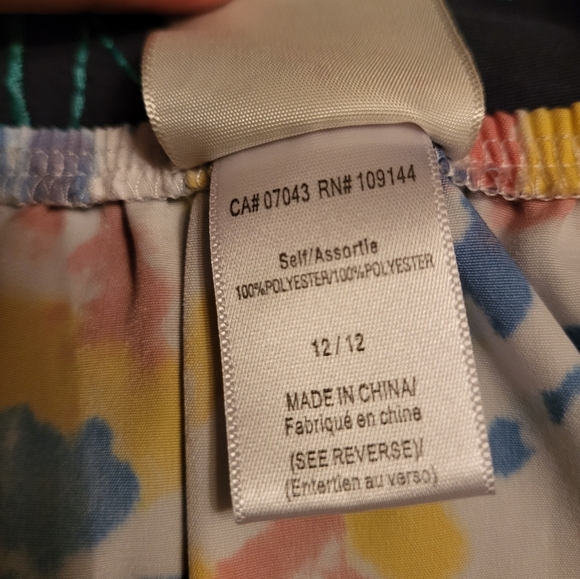 CA# 07043 RN# 109144
Self/Assortie
100%POLYESTER/100%POLYESTER
12 / 12
MADE IN CHINA/
Fabriqué en chine
(SEE REVERSE)/
(Entertien au verso)